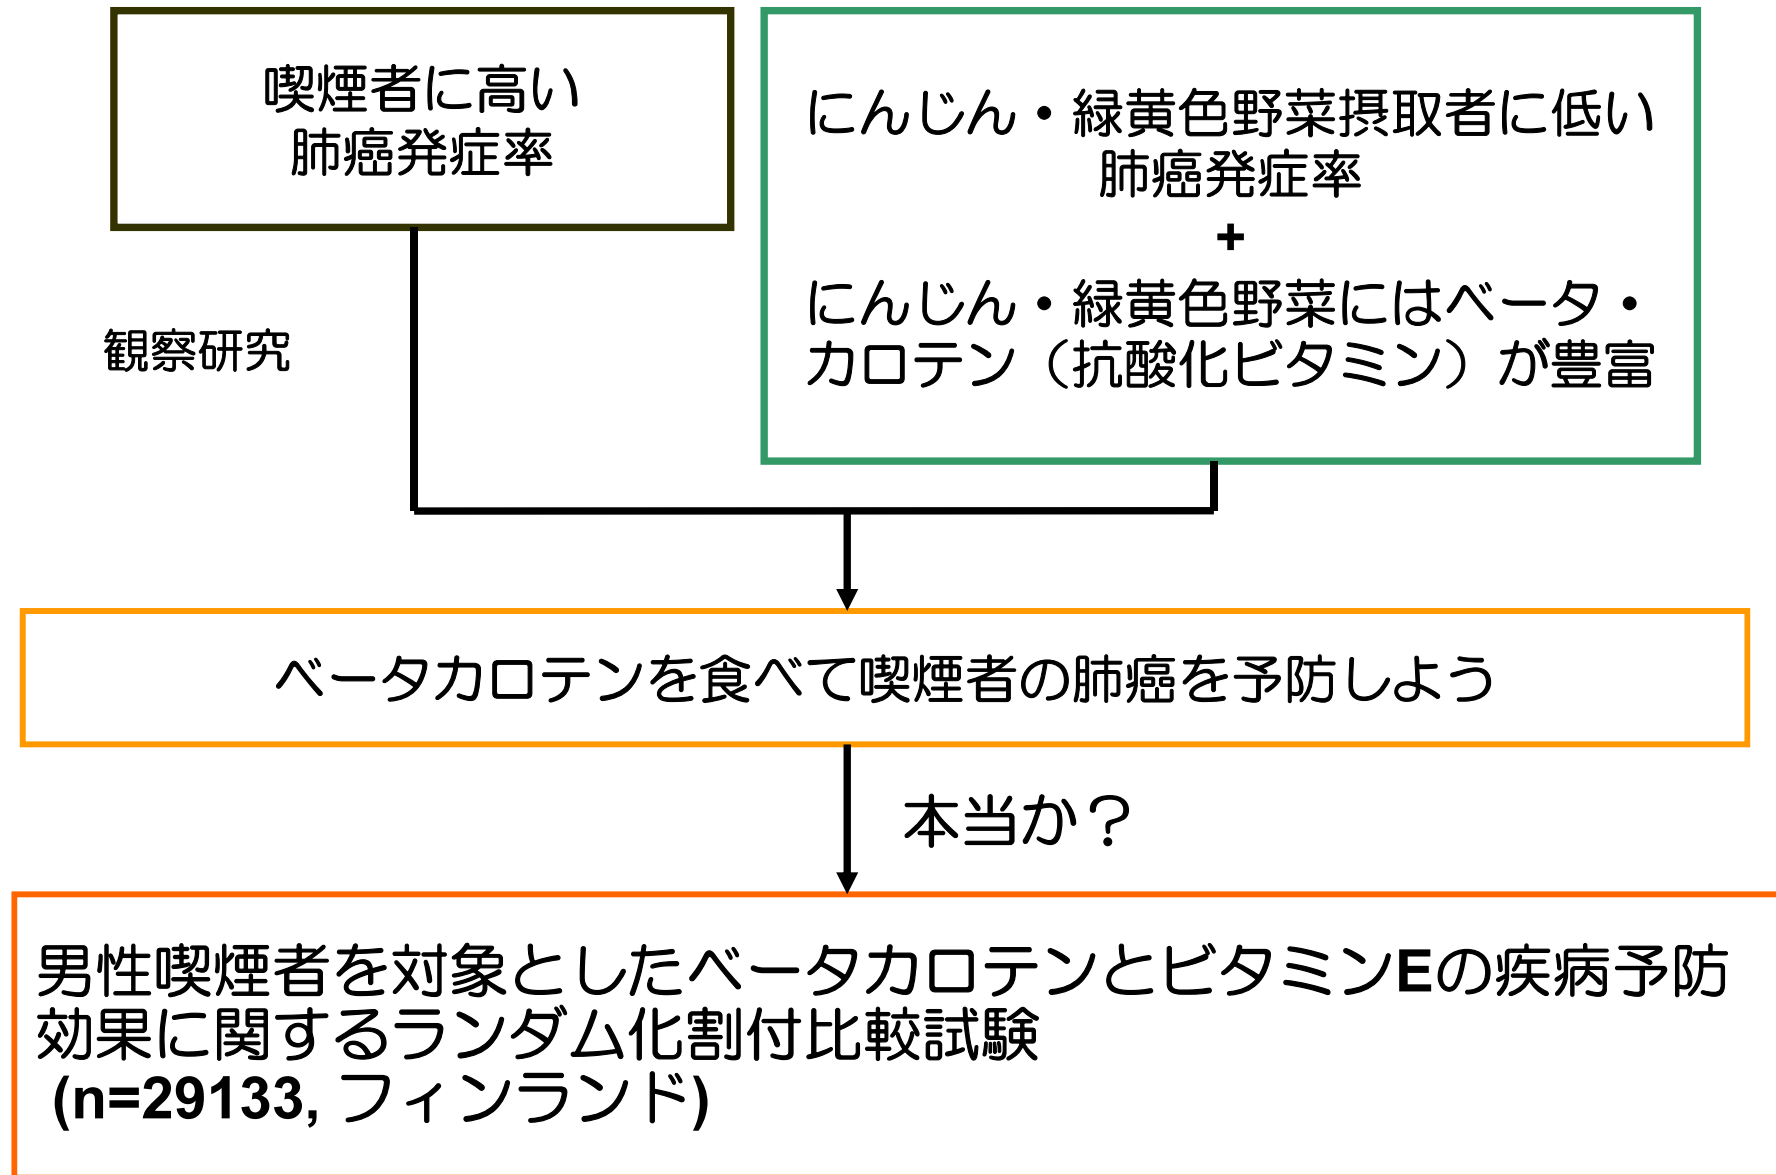 喫煙者に高い
肺癌発症率
にんじん・緑黄色野菜摂取者に低い
肺癌発症率
+
にんじん・緑黄色野菜にはベータ・
カロテン（抗酸化ビタミン）が豊富
観察研究
ベータカロテンを食べて喫煙者の肺癌を予防しよう
本当か？
男性喫煙者を対象としたベータカロテンとビタミンEの疾病予防
効果に関するランダム化割付比較試験
(n=29133, フィンランド)